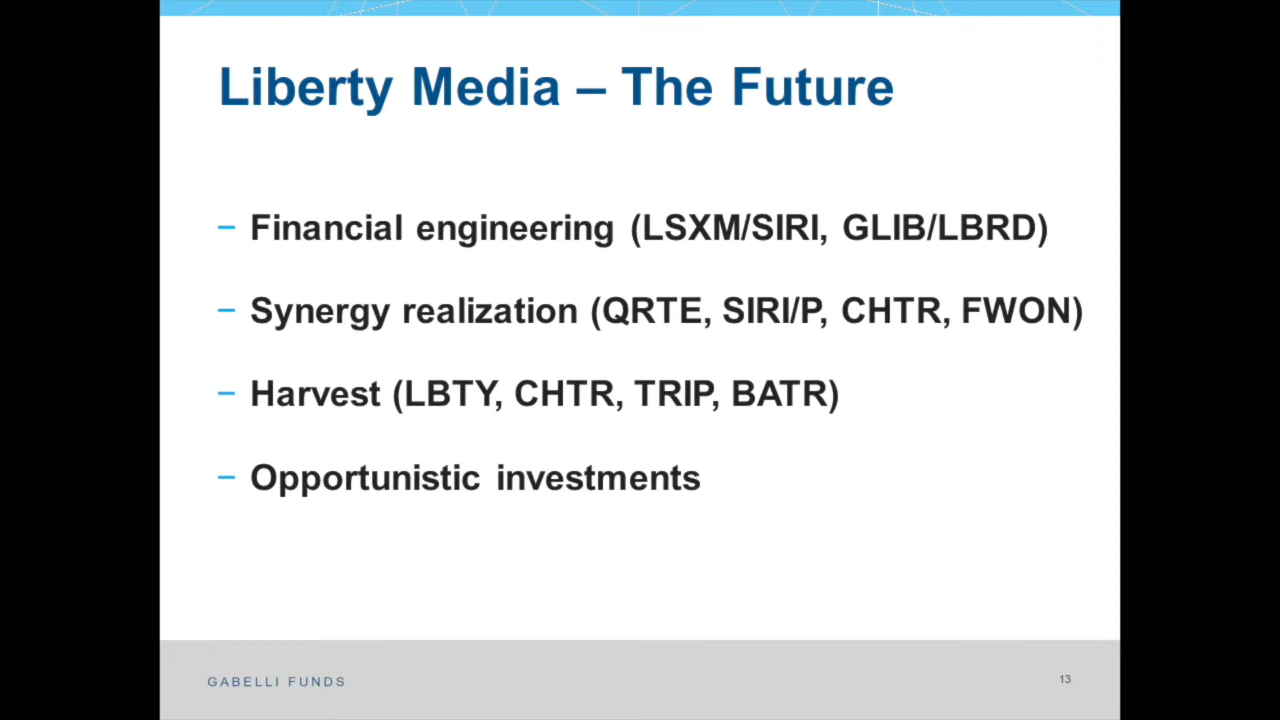 Liberty Media – The Future
– Financial engineering (LSXM/SIRI, GLIB/LBRD)
– Synergy realization (QRTE, SIRI/P, CHTR, FWON)
– Harvest (LBTY, CHTR, TRIP, BATR)
– Opportunistic investments
GABELLI FUNDS
13